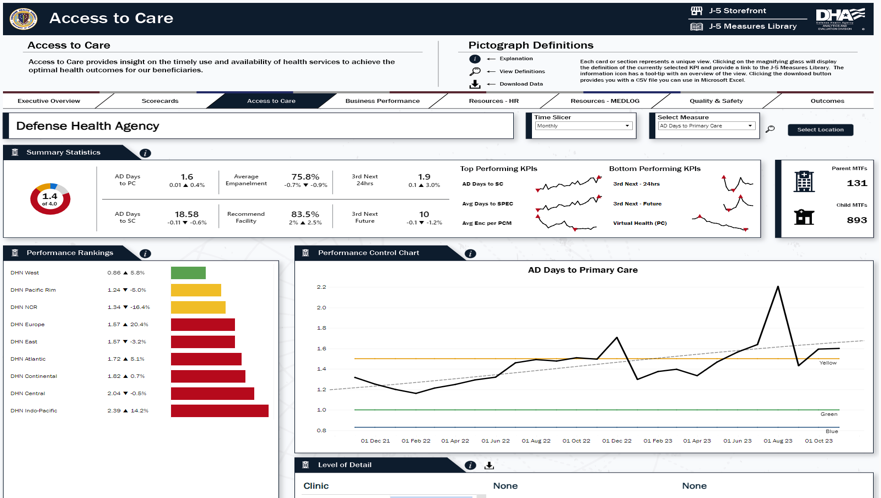 Access to Care
J-5 Storefront
J-5 Measures Library
DHA
Access to Care
Access to Care provides insight on the timely use and availability of health services to achieve the
optimal health outcomes for our beneficiaries.
Pictograph Definitions
Explanation
View Definitions
Download Data
Each card or section represents a unique view. Clicking on the magnifying glass will display
the definition of the currently selected KPI and provide a link to the J-5 Measures Library. The
information icon has a tool-tip with an overview of the view. Clicking the download button
provides you with a CSV file you can use in Microsoft Excel.
Executive Overview
Scorecards
Access to Care
Business Performance
Resources - HR
Resources - MEDLOG
Quality & Safety
Outcomes
Defense Health Agency
Time Slicer
Monthly
Select Measure
AD Days to Primary Care
Select Location
Summary Statistics
1.4
of 4.0
AD Days
to PC
1.6
0.01 ▲ 0.4%
Average
Empanelment
75.8%
-0.7% ▼ -0.9%
3rd Next
24hrs
1.9
0.1 ▲ 3.0%
AD Days
to SC
18.58
-0.11 ▼ -0.6%
Recommend
Facility
83.5%
2% ▲ 2.5%
3rd Next
Future
10
-0.1 ▼ -1.2%
Top Performing KPIs
AD Days to SC
Avg Days to SPEC
Avg Enc per PCM
Bottom Performing KPIs
3rd Next - 24hrs
3rd Next - Future
Virtual Health (PC)
Parent MTFs
131
Child MTFs
893
Performance Rankings
DHN West 0.86 ▲ 5.8%
DHN Pacific Rim 1.24 ▼ -5.0%
DHN NCR 1.34 ▼ -16.4%
DHN Europe 1.57 ▲ 20.4%
DHN East 1.57 ▼ -3.2%
DHN Atlantic 1.72 ▲ 5.1%
DHN Continental 1.82 ▲ 0.7%
DHN Central 2.04 ▼ -0.5%
DHN Indo-Pacific 2.39 ▲ 14.2%
Performance Control Chart
AD Days to Primary Care
2.2
2.0
1.8
1.6
1.4
1.2
1.0
0.8
Yellow
Green
Blue
01 Dec 21 01 Feb 22 01 Apr 22 01 Jun 22 01 Aug 22 01 Oct 22 01 Dec 22 01 Feb 23 01 Apr 23 01 Jun 23 01 Aug 23 01 Oct 23
Level of Detail
Clinic
None
None